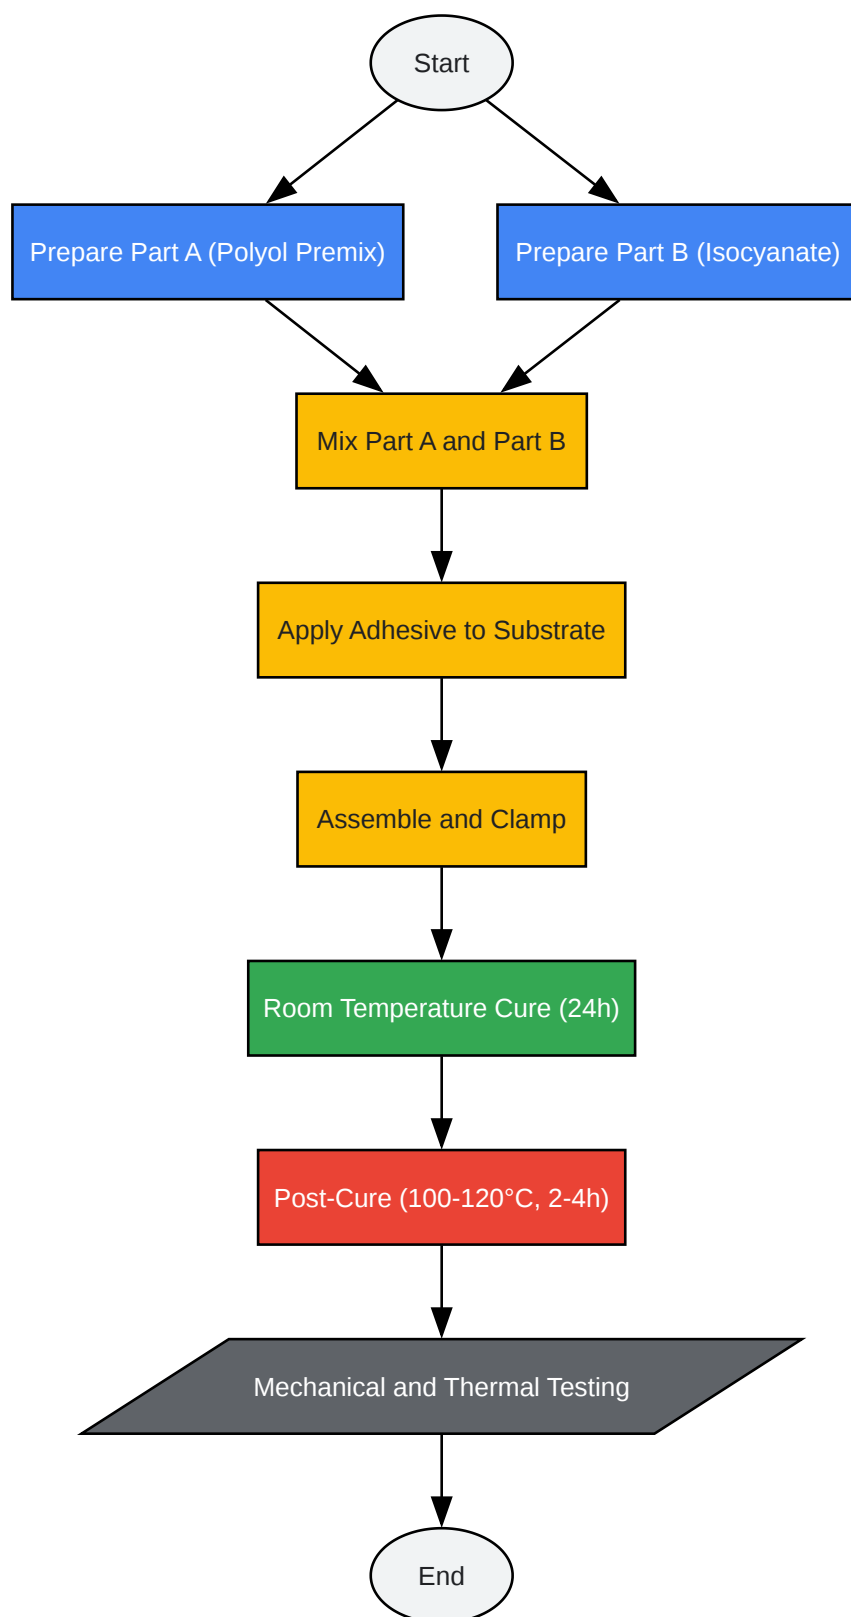 Start
Prepare Part A (Polyol Premix)
Prepare Part B (Isocyanate)
Mix Part A and Part B
Apply Adhesive to Substrate
Assemble and Clamp
Room Temperature Cure (24h)
Post-Cure (100-120°C, 2-4h)
Mechanical and Thermal Testing
End